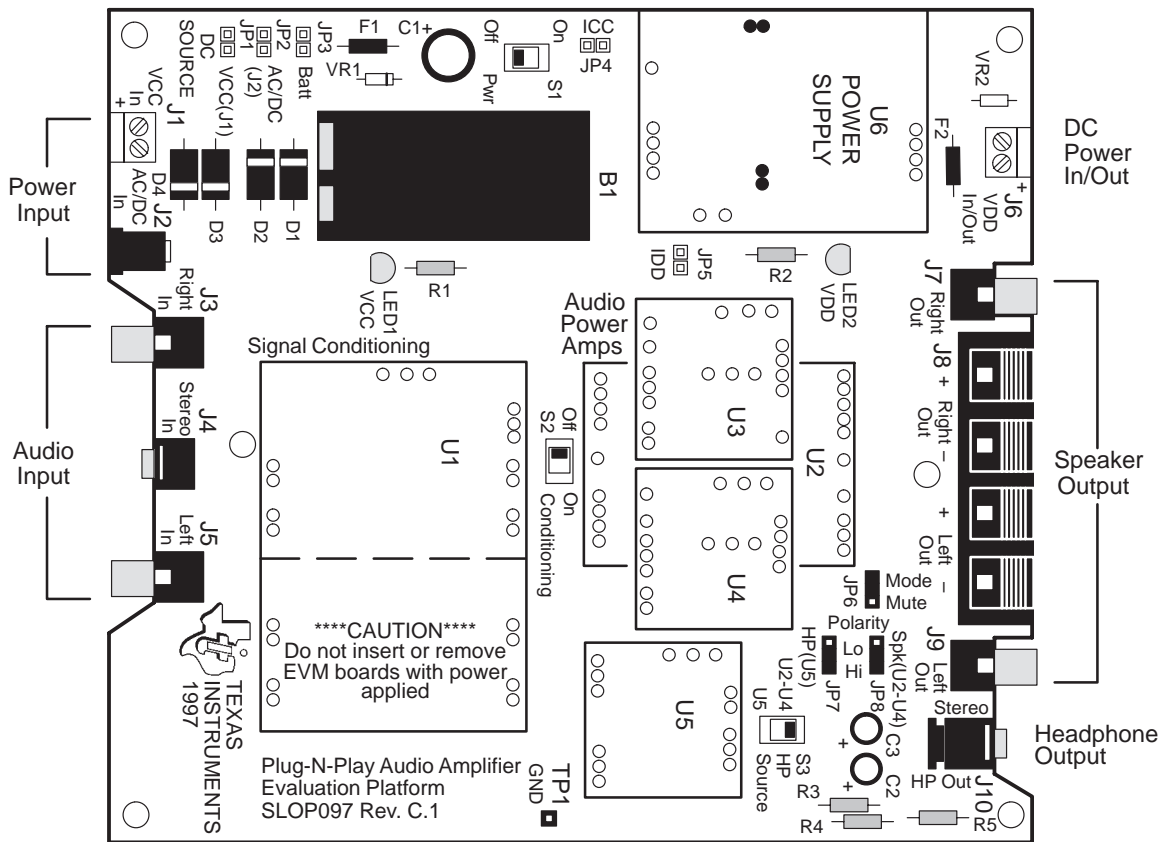 DC
SOURCE
JP1
VCC(J1)
JP2
AC/DC
(J2)
JP3
Batt
F1
VR1
C1+
Off
On
Pwr
S1
ICC
JP4
U6
POWER
SUPPLY
VR2
F2
+
J6
VDD
In/Out
DC
Power
In/Out
+
In
VCC
J1
Power
Input
D4
AC/DC
In
J2
D3
D2
D1
B1
LED1
VCC
R1
JP5
IDD
R2
LED2
VDD
J3
Right
In
J4
Stereo
In
J5
Left
In
Audio
Input
Signal Conditioning
U1
Off
S2
On
Conditioning
Audio
Power
Amps
U3
U2
U4
J7
Right
Out
J8
+
Right
Out
–
+
Left
Out
–
Speaker
Output
JP6
Mode
Mute
Polarity
HP(U5)
Lo
Hi
JP7
Spk(U2-U4)
JP8
J9
Left
Out
****CAUTION****
Do not insert or remove
EVM boards with power
applied
TEXAS
INSTRUMENTS
1997
Plug-N-Play Audio Amplifier
Evaluation Platform
SLOP097 Rev. C.1
TP1
GND
U5
U5
U2-U4
S3
HP
Source
+
C3
+
C2
R3
R4
R5
Stereo
HP Out
J10
Headphone
Output